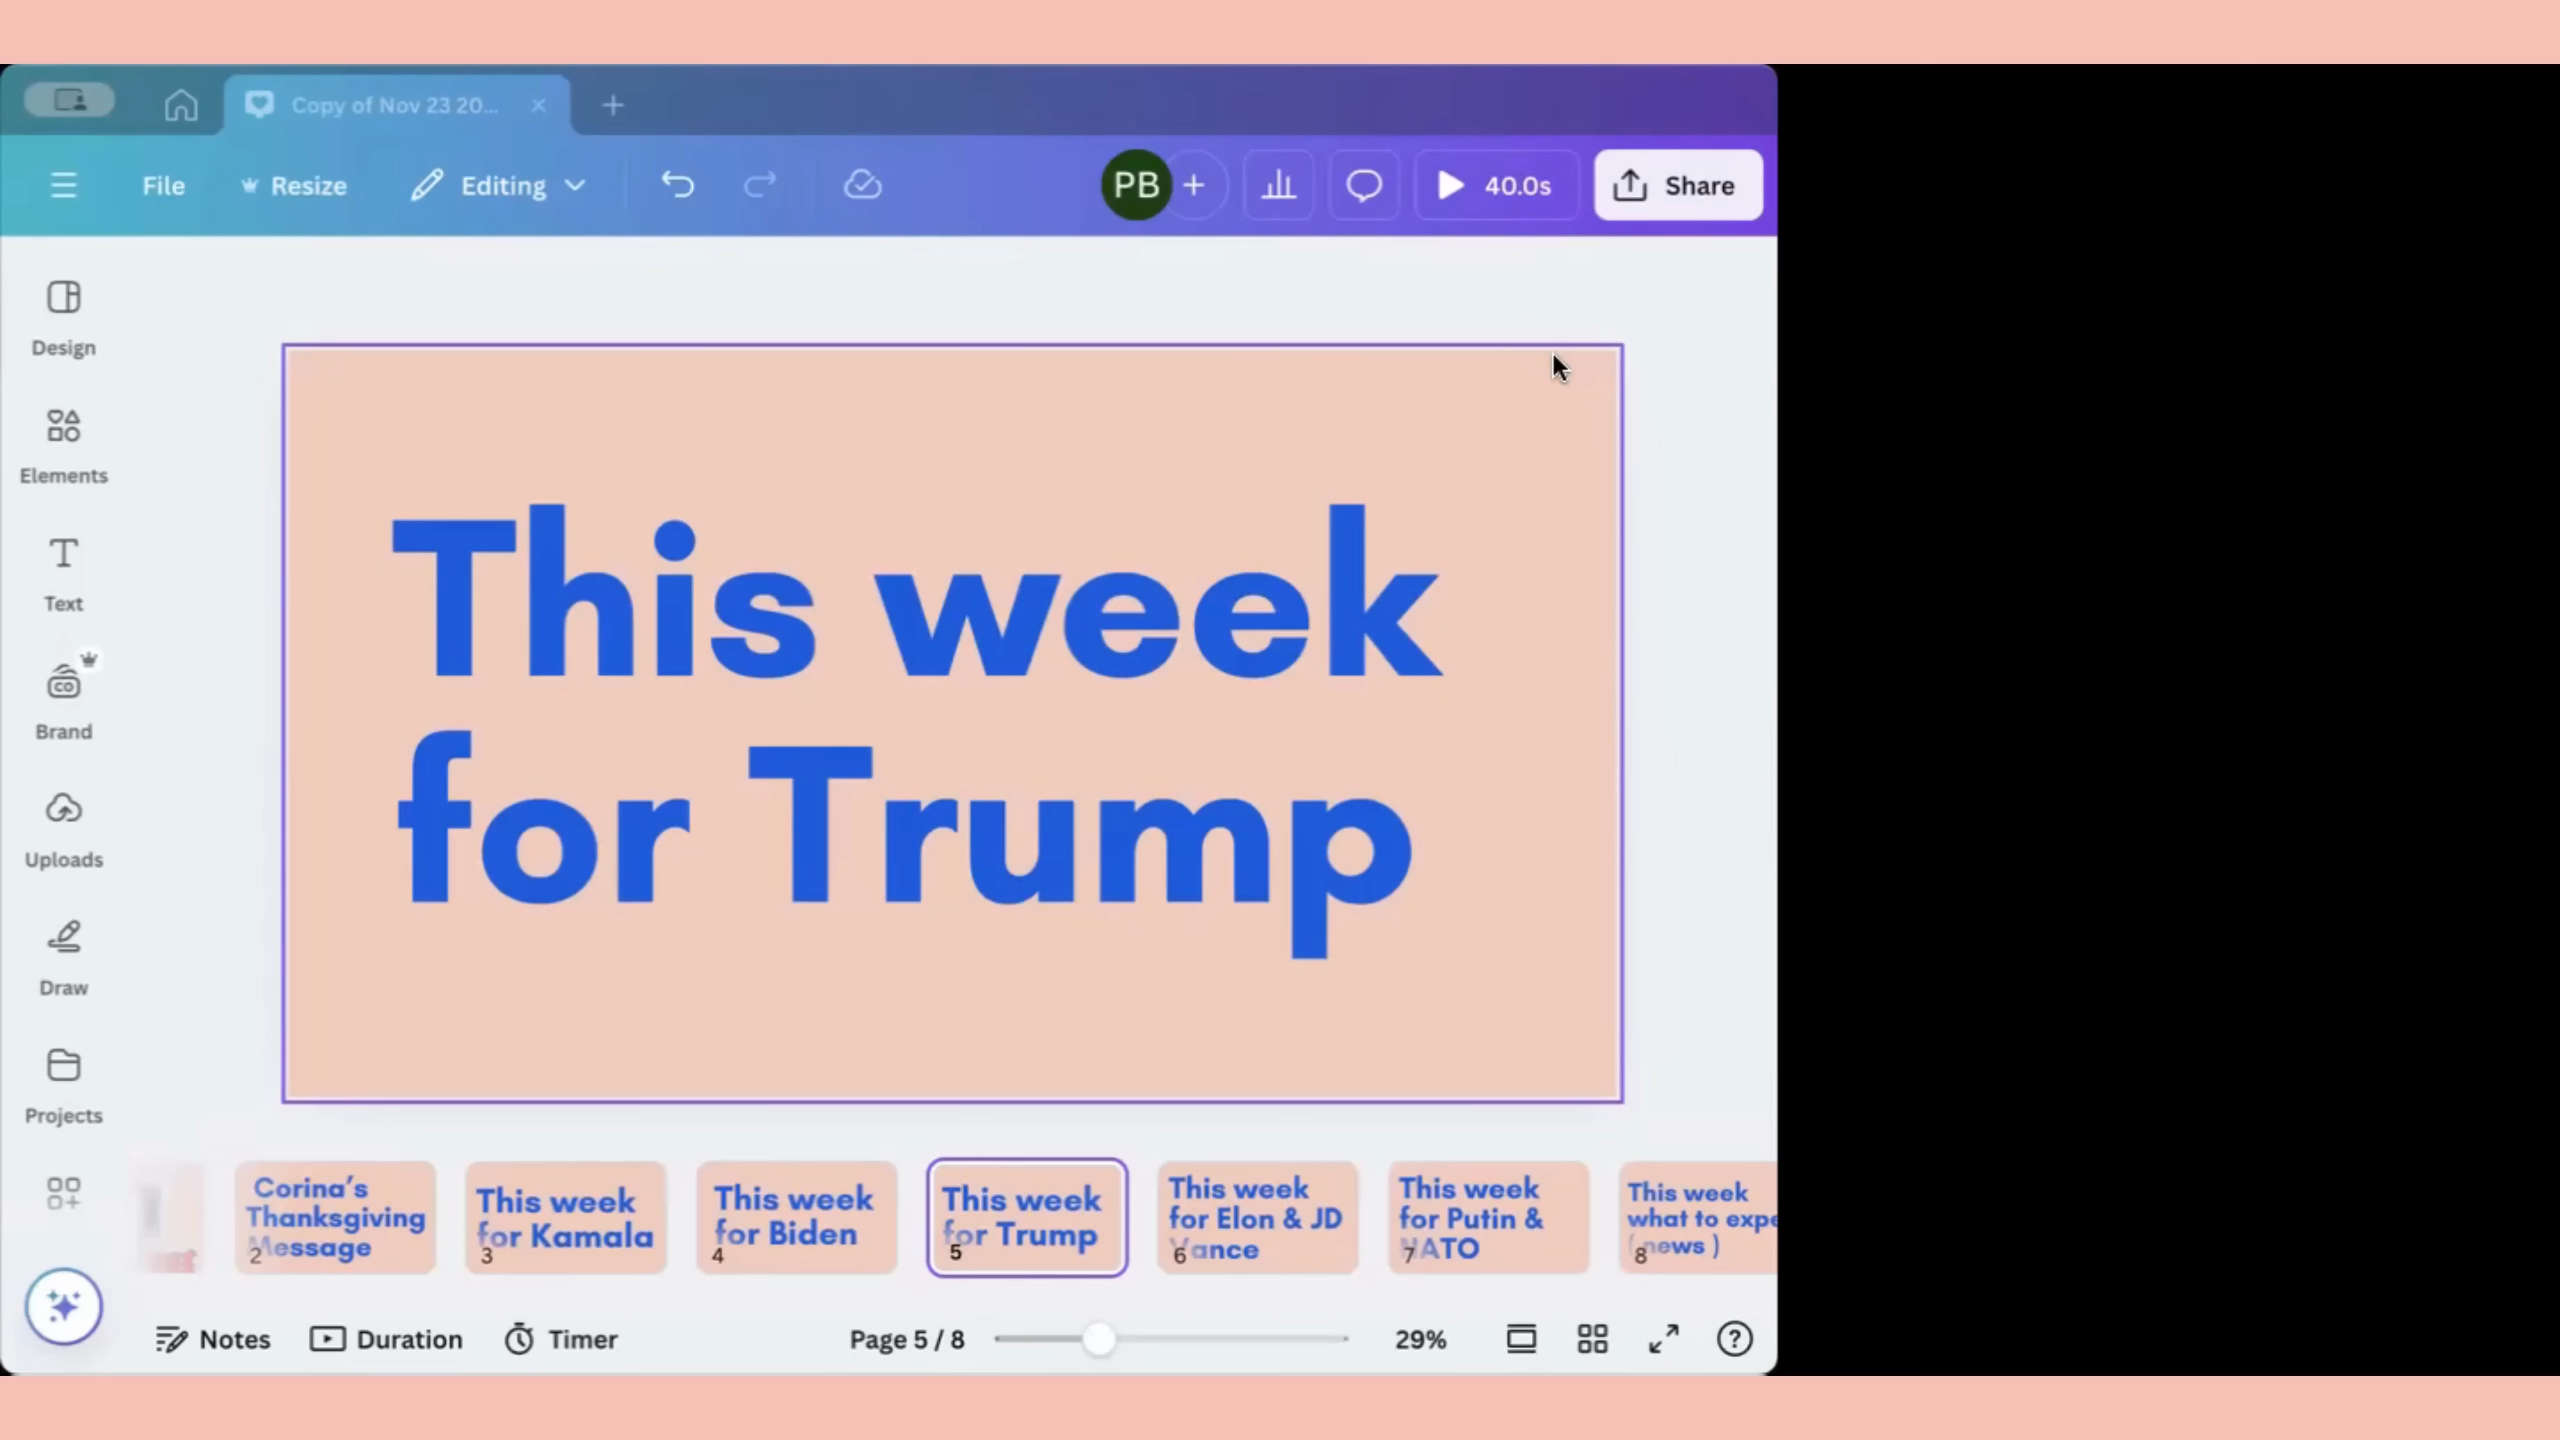 Copy of Nov 23 20...
File
Resize
Editing
PB
40.0s
Share
Design
Elements
Text
CO
Brand
Uploads
Draw
Projects
This week
for Trump
Corina's
Thanksgiving
Message
2
This week
for Kamala
3
This week
for Biden
4
This week
for Trump
5
This week
for Elon & JD
Vance
6
This week
for Putin &
NATO
7
This week
what to expe
( news )
8
Notes
Duration
Timer
Page 5 / 8
29%